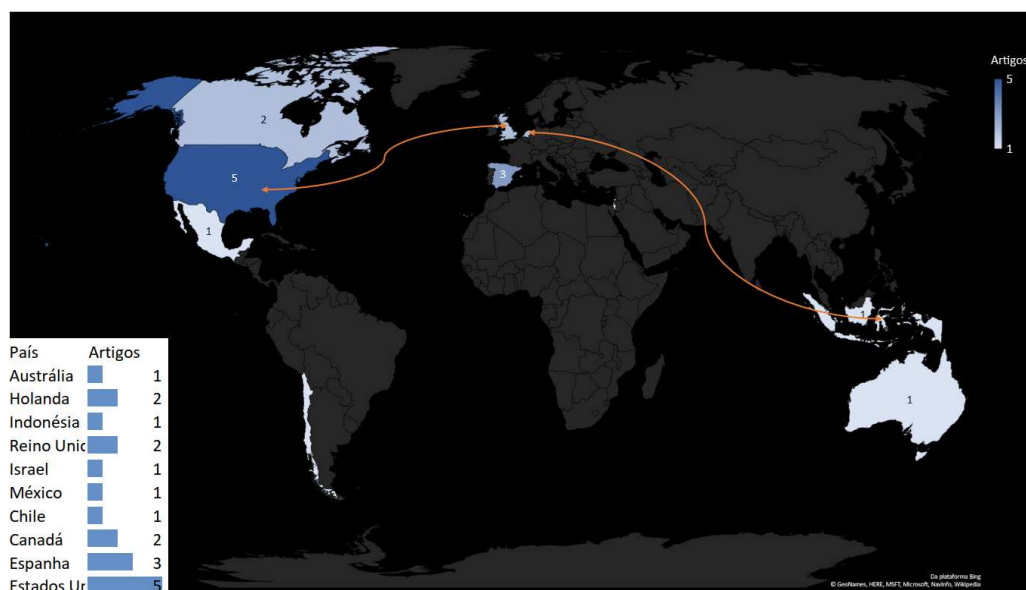 Artigos
5
1
2
5
3
1
1
1
País Artigos
Austrália 1
Holanda 2
Indonésia 1
Reino Unic 2
Israel 1
México 1
Chile 1
Canadá 2
Espanha 3
Estados Ur 5
Da plataforma Bing
© GeoNames, HERE, MSFT, Microsoft, NavInfo, Wikipedia